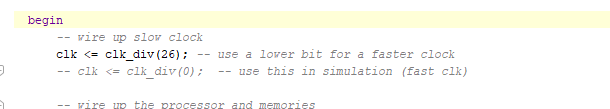 begin
-- wire up slow clock
clk <= clk_div(26); -- use a lower bit for a faster clock
-- clk <= clk_div(0);  -- use this in simulation (fast clk)
-- wire up the processor and memories